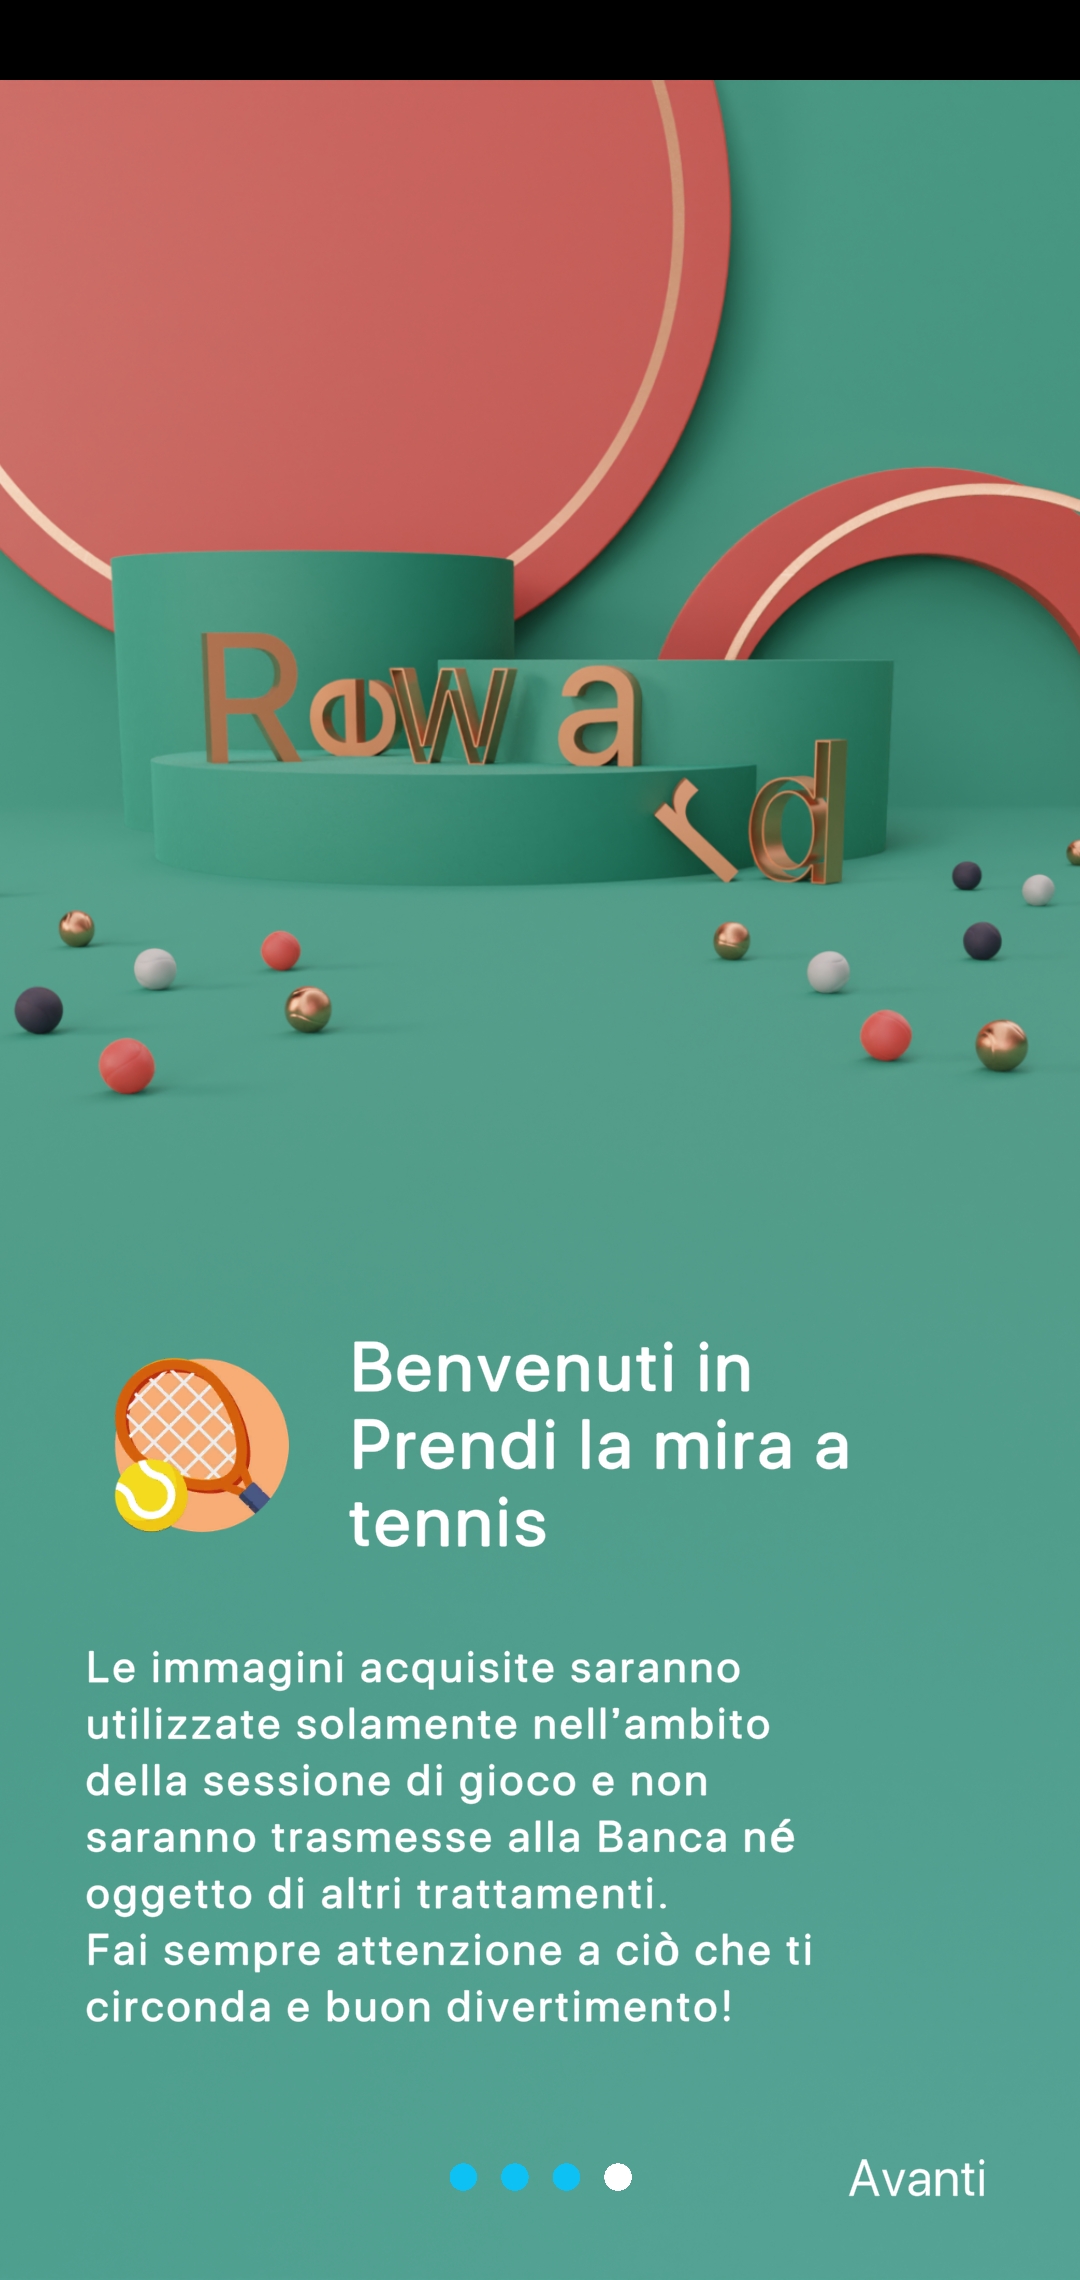 Rewa
rd
Benvenuti in
Prendi la mira a
tennis
Le immagini acquisite saranno
utilizzate solamente nell’ambito
della sessione di gioco e non
saranno trasmesse alla Banca né
oggetto di altri trattamenti.
Fai sempre attenzione a ciò che ti
circonda e buon divertimento!
Avanti